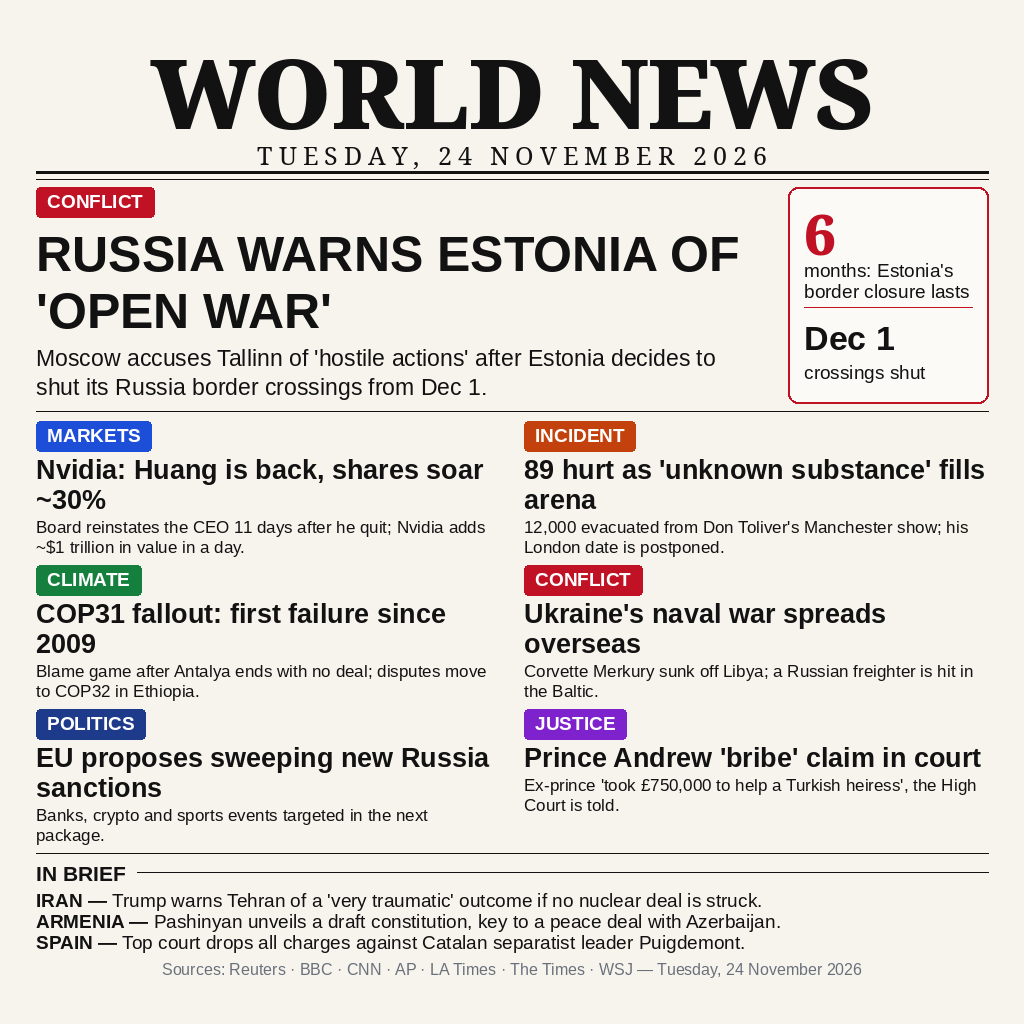 WORLD NEWS
TUESDAY, 24 NOVEMBER 2026
CONFLICT
RUSSIA WARNS ESTONIA OF
'OPEN WAR'
Moscow accuses Tallinn of 'hostile actions' after Estonia decides to
shut its Russia border crossings from Dec 1.
6
months: Estonia's
border closure lasts
Dec 1
crossings shut
MARKETS
Nvidia: Huang is back, shares soar
~30%
Board reinstates the CEO 11 days after he quit; Nvidia adds
~$1 trillion in value in a day.
INCIDENT
89 hurt as 'unknown substance' fills
arena
12,000 evacuated from Don Toliver's Manchester show; his
London date is postponed.
CLIMATE
COP31 fallout: first failure since
2009
Blame game after Antalya ends with no deal; disputes move
to COP32 in Ethiopia.
CONFLICT
Ukraine's naval war spreads
overseas
Corvette Merkury sunk off Libya; a Russian freighter is hit in
the Baltic.
POLITICS
EU proposes sweeping new Russia
sanctions
Banks, crypto and sports events targeted in the next
package.
JUSTICE
Prince Andrew 'bribe' claim in court
Ex-prince 'took £750,000 to help a Turkish heiress', the High
Court is told.
IN BRIEF
IRAN — Trump warns Tehran of a 'very traumatic' outcome if no nuclear deal is struck.
ARMENIA — Pashinyan unveils a draft constitution, key to a peace deal with Azerbaijan.
SPAIN — Top court drops all charges against Catalan separatist leader Puigdemont.
Sources: Reuters · BBC · CNN · AP · LA Times · The Times · WSJ — Tuesday, 24 November 2026